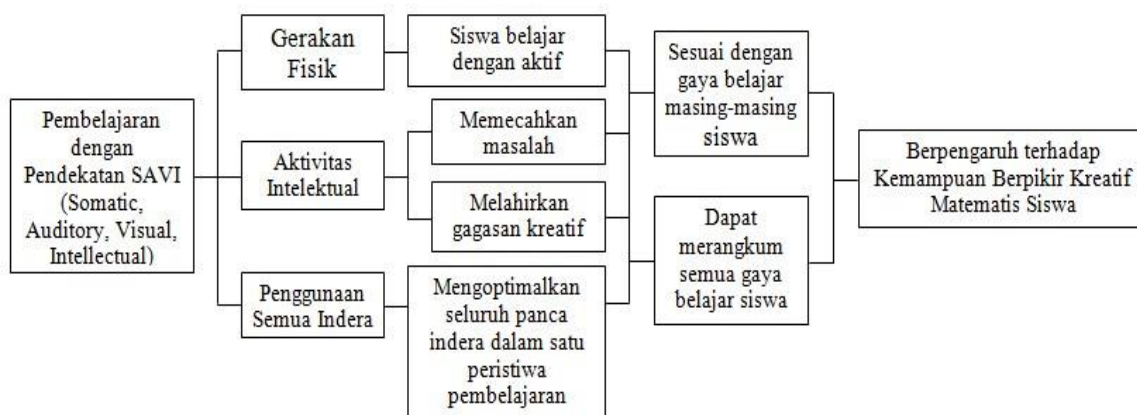 Pembelajaran
dengan
Pendekatan SAVI
(Somatic,
Auditory, Visual,
Intellectual)
Gerakan
Fisik
Aktivitas
Intelektual
Penggunaan
Semua Indera
Siswa belajar
dengan aktif
Memecahkan
masalah
Melahirkan
gagasan kreatif
Mengoptimalkan
seluruh panca
indera dalam satu
peristiwa
pembelajaran
Sesuai dengan
gaya belajar
masing-masing
siswa
Dapat
merangkum
semua gaya
belajar siswa
Berpengaruh terhadap
Kemampuan Berpikir Kreatif
Matematis Siswa